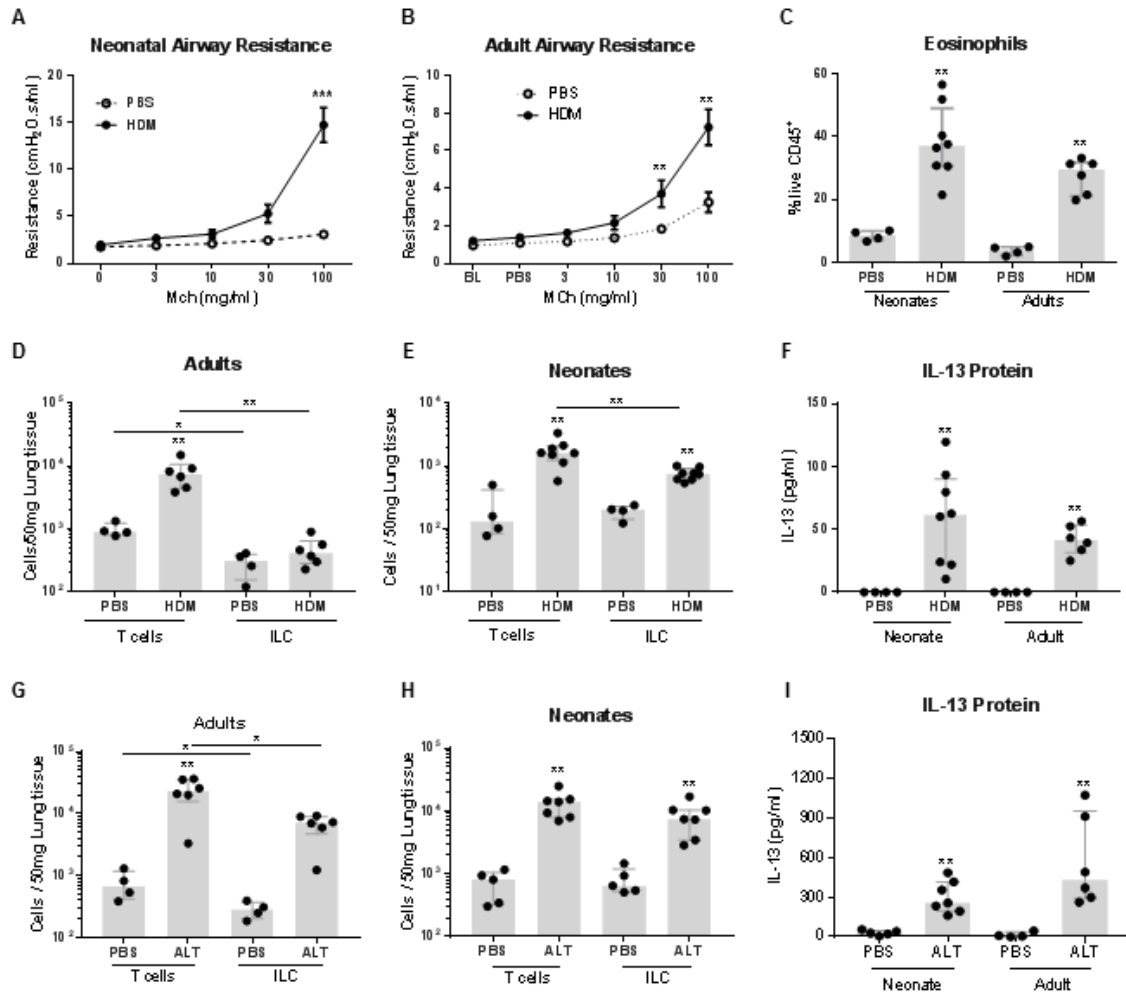 A
Neonatal Airway Resistance
Resistance (cmH2O.s/ml)
20
15
10
5
0
PBS
HDM
***
0 3 10 30 100
Mch (mg/ml)
B
Adult Airway Resistance
Resistance (cmH2O.s/ml)
8
6
4
2
0
PBS
HDM
**
**
BL PBS 3 10 30 100
MCh (mg/ml)
C
Eosinophils
%live CD45+
60
40
20
0
**
**
PBS HDM PBS HDM
Neonates Adults
D
Adults
Cells/50mg Lung tissue
10^5
10^4
10^3
10^2
**
*
**
PBS HDM PBS HDM
T cells ILC
E
Neonates
Cells / 50mg Lung tissue
10^4
10^3
10^2
10^1
**
**
**
PBS HDM PBS HDM
T cells ILC
F
IL-13 Protein
IL-13 (pg/ml)
150
100
50
0
**
**
PBS HDM PBS HDM
Neonate Adult
G
Adults
Cells / 50mg Lung tissue
10^5
10^4
10^3
10^2
*
*
**
PBS ALT PBS ALT
T cells ILC
H
Neonates
Cells / 50mg Lung tissue
10^5
10^4
10^3
10^2
**
**
PBS ALT PBS ALT
T cells ILC
I
IL-13 Protein
IL-13 (pg/ml)
1500
1200
900
600
300
0
**
**
PBS ALT PBS ALT
Neonate Adult